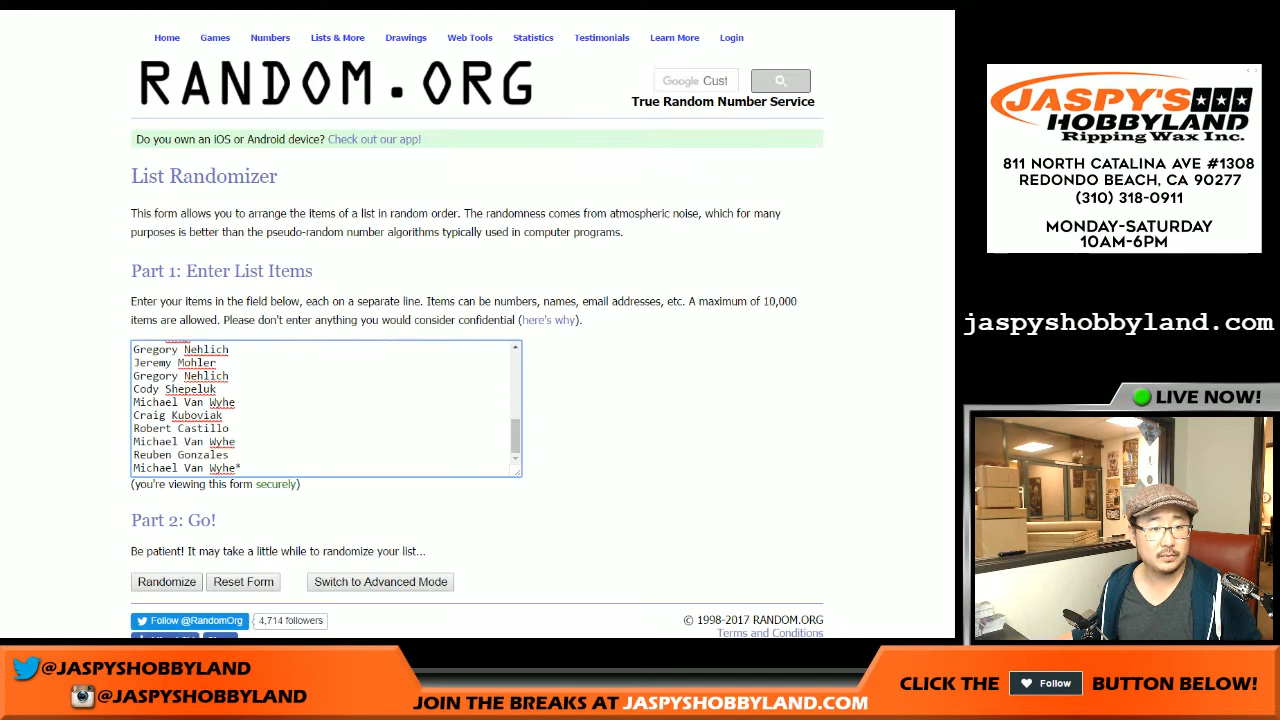 Home Games Numbers Lists & More Drawings Web Tools Statistics Testimonials Learn More Login
RANDOM.ORG
Google Cust
True Random Number Service
Do you own an iOS or Android device? Check out our app!
List Randomizer
This form allows you to arrange the items of a list in random order. The randomness comes from atmospheric noise, which for many
purposes is better than the pseudo-random number algorithms typically used in computer programs.
Part 1: Enter List Items
Enter your items in the field below, each on a separate line. Items can be numbers, names, email addresses, etc. A maximum of 10,000
items are allowed. Please don't enter anything you would consider confidential (here's why).
Gregory Nehlich
Jeremy Mohler
Gregory Nehlich
Cody Shepeluk
Michael Van Wyhe
Craig Kuboviak
Robert Castillo
Michael Van Wyhe
Reuben Gonzales
Michael Van Wyhe*
(you're viewing this form securely)
Part 2: Go!
Be patient! It may take a little while to randomize your list...
Randomize Reset Form Switch to Advanced Mode
Follow @RandomOrg 4,714 followers
© 1998-2017 RANDOM.ORG
Terms and Conditions
JASPY'S
HOBBYLAND
Ripping Wax Inc.
811 NORTH CATALINA AVE #1308
REDONDO BEACH, CA 90277
(310) 318-0911
MONDAY-SATURDAY
10AM-6PM
jaspyshobbyland.com
LIVE NOW!
@JASPYSHOBBYLAND
@JASPYSHOBBYLAND
JOIN THE BREAKS AT JASPYSHOBBYLAND.COM
CLICK THE Follow BUTTON BELOW!